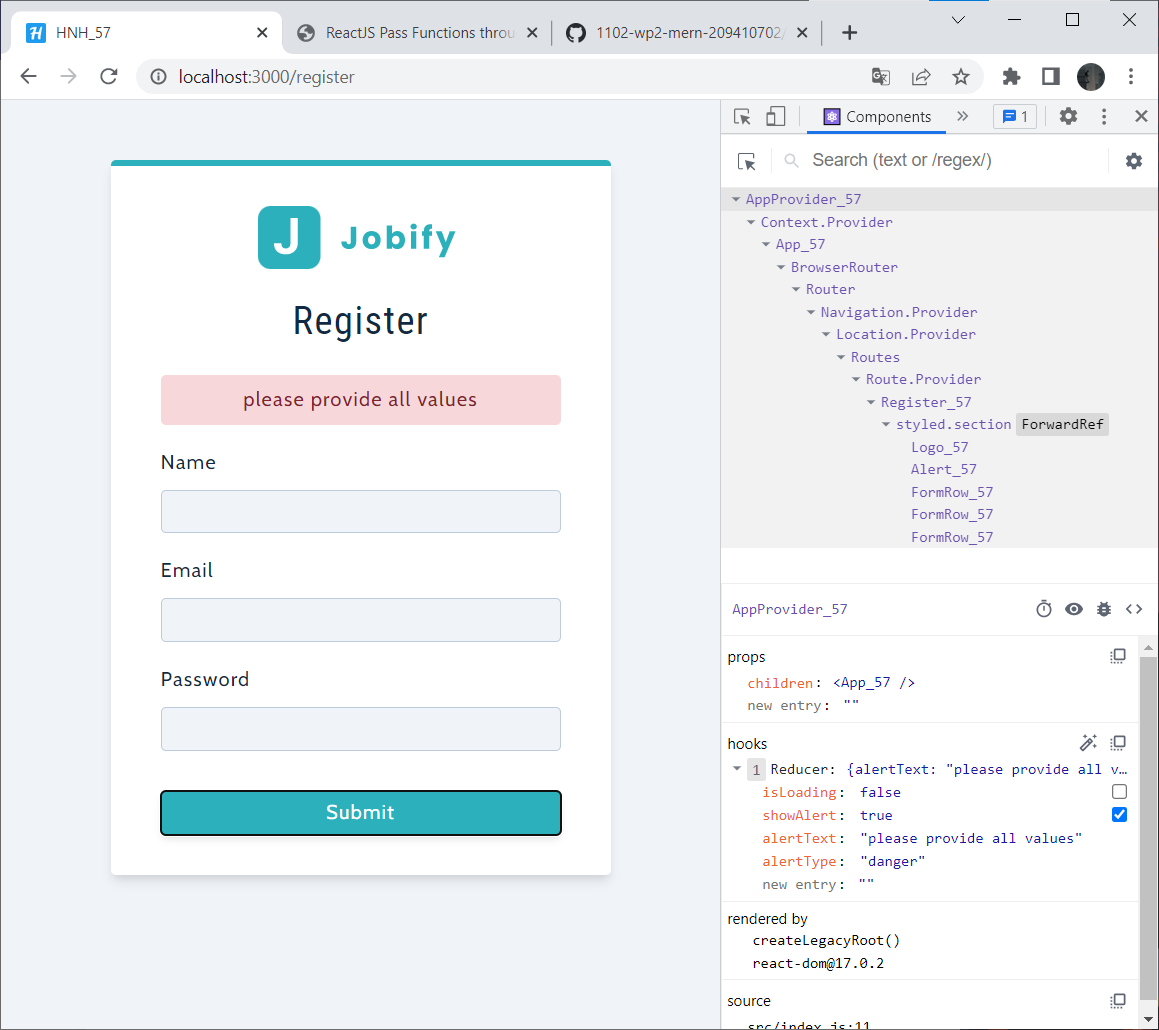 HNH_57
ReactJS Pass Functions throu
1102-wp2-mern-209410702/
localhost:3000/register
Components
1
Search (text or /regex/)
J Jobify
Register
please provide all values
Name
Email
Password
Submit
AppProvider_57
Context.Provider
App_57
BrowserRouter
Router
Navigation.Provider
Location.Provider
Routes
Route.Provider
Register_57
styled.section ForwardRef
Logo_57
Alert_57
FormRow_57
FormRow_57
FormRow_57
AppProvider_57
props
children: <App_57 />
new entry: ""
hooks
1 Reducer: {alertText: "please provide all v…
isLoading: false
showAlert: true
alertText: "please provide all values"
alertType: "danger"
new entry: ""
rendered by
createLegacyRoot()
react-dom@17.0.2
source
src/index.js:11